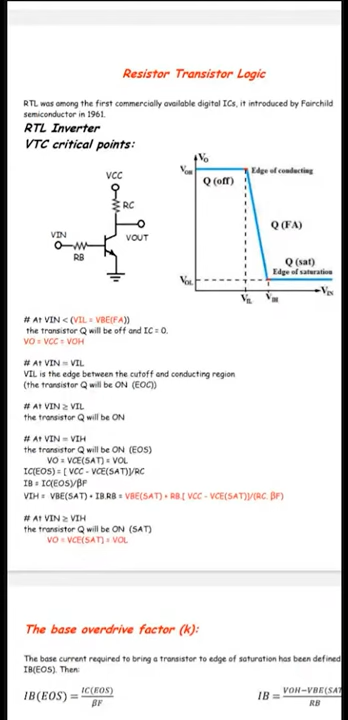 Resistor Transistor Logic
RTL was among the first commercially available digital ICs, it introduced by Fairchild
semiconductor in 1961.
RTL Inverter
VTC critical points:
VCC
RC
VIN
VOUT
RB
Vo
VOH
Edge of conducting
Q (off)
Q (FA)
Q (sat)
Edge of saturation
VOL
VIN
VIL
VIH
# At VIN < (VIL = VBE(FA))
the transistor Q will be off and IC = 0.
VO = VCC = VOH
# At VIN = VIL
VIL is the edge between the cutoff and conducting region
(the transistor Q will be ON (EOC))
# At VIN ≥ VIL
the transistor Q will be ON
# At VIN = VIH
the transistor Q will be ON (EOS)
VO = VCE(SAT) = VOL
IC(EOS) = [ VCC - VCE(SAT)]/RC
IB = IC(EOS)/βF
VIH = VBE(SAT) + IB.RB = VBE(SAT) + RB.[ VCC - VCE(SAT)]/(RC. βF)
# At VIN ≥ VIH
the transistor Q will be ON (SAT)
VO = VCE(SAT) = VOL
The base overdrive factor (k):
The base current required to bring a transistor to edge of saturation has been defined
IB(EOS). Then:
IB(EOS) = IC(EOS)/βF
IB = VOH−VBE(SAT/RB